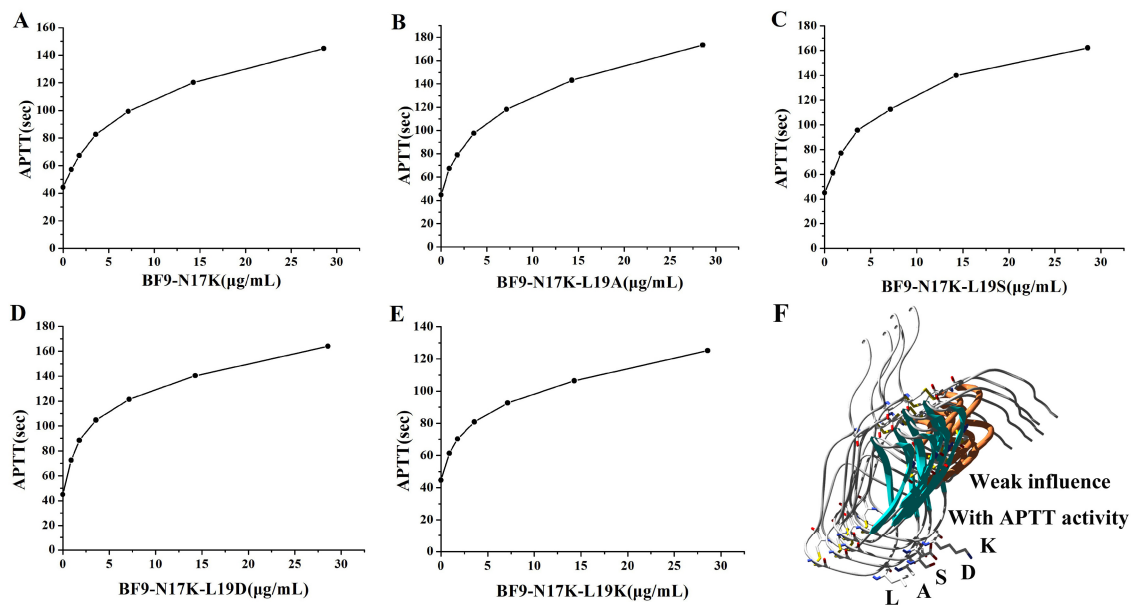 A
160
140
120
100
80
60
40
20
0
APTT(sec)
0 5 10 15 20 25 30
BF9-N17K(μg/mL)
B
180
160
140
120
100
80
60
40
20
0
APTT(sec)
0 5 10 15 20 25 30
BF9-N17K-L19A(μg/mL)
C
180
160
140
120
100
80
60
40
20
0
APTT(sec)
0 5 10 15 20 25 30
BF9-N17K-L19S(μg/mL)
D
180
160
140
120
100
80
60
40
20
0
APTT(sec)
0 5 10 15 20 25 30
BF9-N17K-L19D(μg/mL)
E
140
120
100
80
60
40
20
0
APTT(sec)
0 5 10 15 20 25 30
BF9-N17K-L19K(μg/mL)
F
Weak influence
With APTT activity
K
D
S
A
L